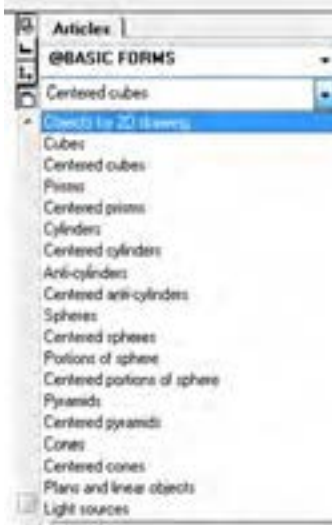 Articles
@BASIC FORMS
Centered cubes
Objects for 2D drawing
Cubes
Centered cubes
Prisms
Centered prisms
Cylinders
Centered cylinders
Anti-cylinders
Centered anti-cylinders
Spheres
Centered spheres
Portions of sphere
Centered portions of sphere
Pyramids
Centered pyramids
Cones
Centered cones
Plans and linear objects
Light sources